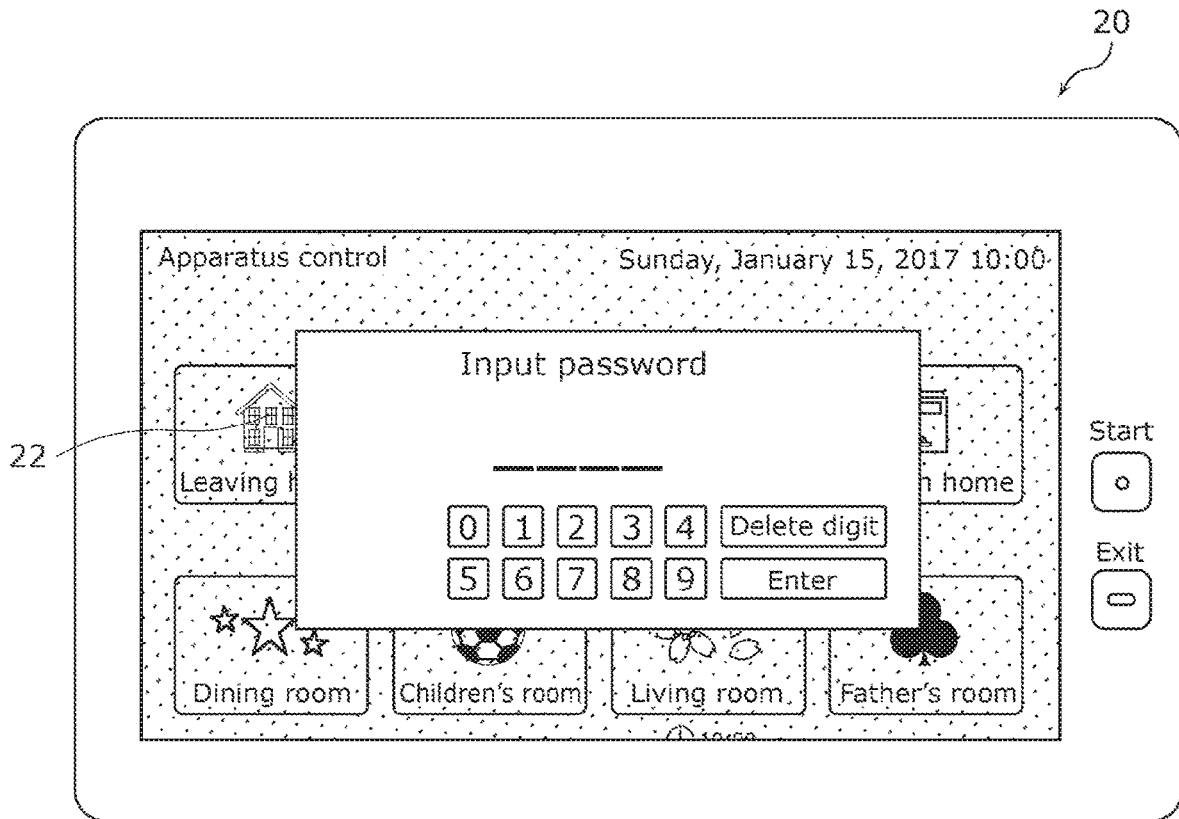 20
Apparatus control
Sunday, January 15, 2017 10:00
Input password
22
Leaving
home
Start
0 1 2 3 4 Delete digit
Exit
5 6 7 8 9 Enter
Dining room
Children's room
Living room
Father's room